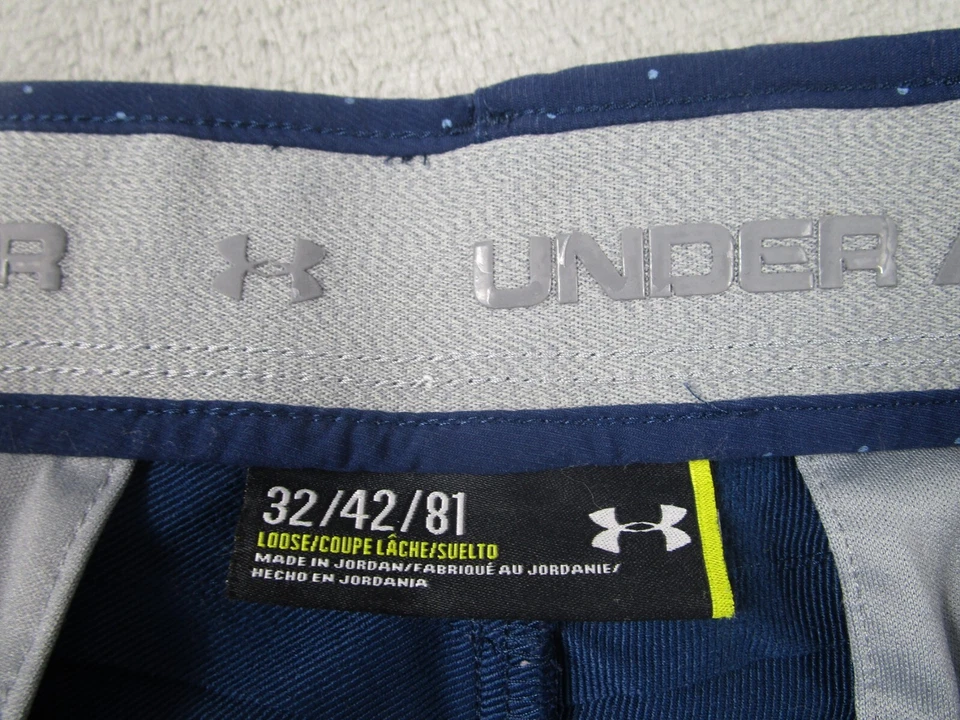 R UNDER A
32/42/81
LOOSE/COUPE LÂCHE/SUELTO
MADE IN JORDAN/FABRIQUÉ AU JORDANIE/
HECHO EN JORDANIA